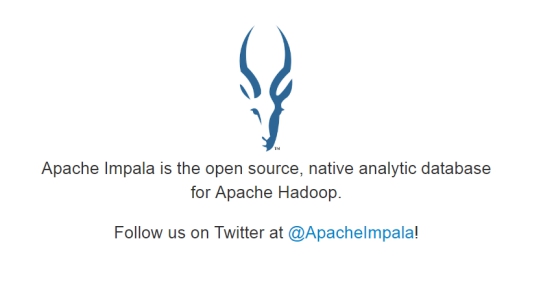 Apache Impala is the open source, native analytic database
for Apache Hadoop.
Follow us on Twitter at @ApacheImpala!